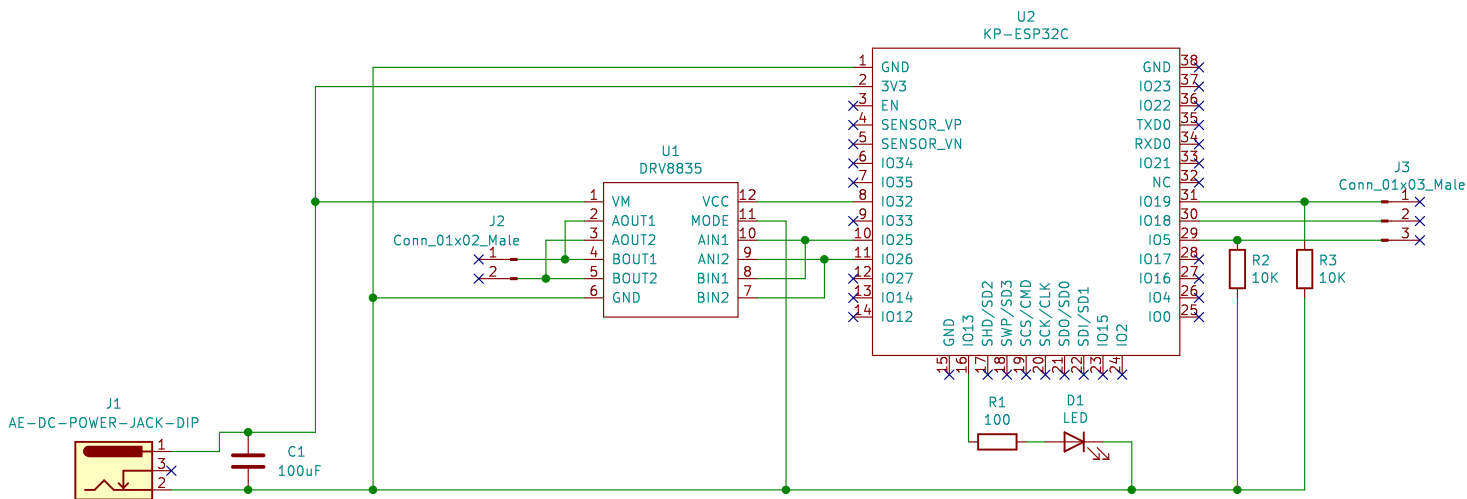 U2
KP-ESP32C
1 GND
2 3V3
3 EN
4 SENSOR_VP
5 SENSOR_VN
6 IO34
7 IO35
8 IO32
9 IO33
10 IO25
11 IO26
12 IO27
13 IO14
14 IO12
GND 38
IO23 37
IO22 36
TXD0 35
RXD0 34
IO21 33
NC 32
IO19 31
IO18 30
IO5 29
IO17 28
IO16 27
IO4 26
IO0 25
GND 15
IO13 16
SHD/SD2 17
SWP/SD3 18
SCS/CMD 19
SCK/CLK 20
SDO/SD0 21
SDI/SD1 22
IO15 23
IO2 24
U1
DRV8835
1 VM
2 AOUT1
3 AOUT2
4 BOUT1
5 BOUT2
6 GND
VCC 12
MODE 11
AIN1 10
ANI2 9
BIN1 8
BIN2 7
J2
Conn_01x02_Male
1
2
J3
Conn_01x03_Male
1
2
3
R2
10K
R3
10K
R1
100
D1
LED
J1
AE-DC-POWER-JACK-DIP
1
3
2
C1
100uF